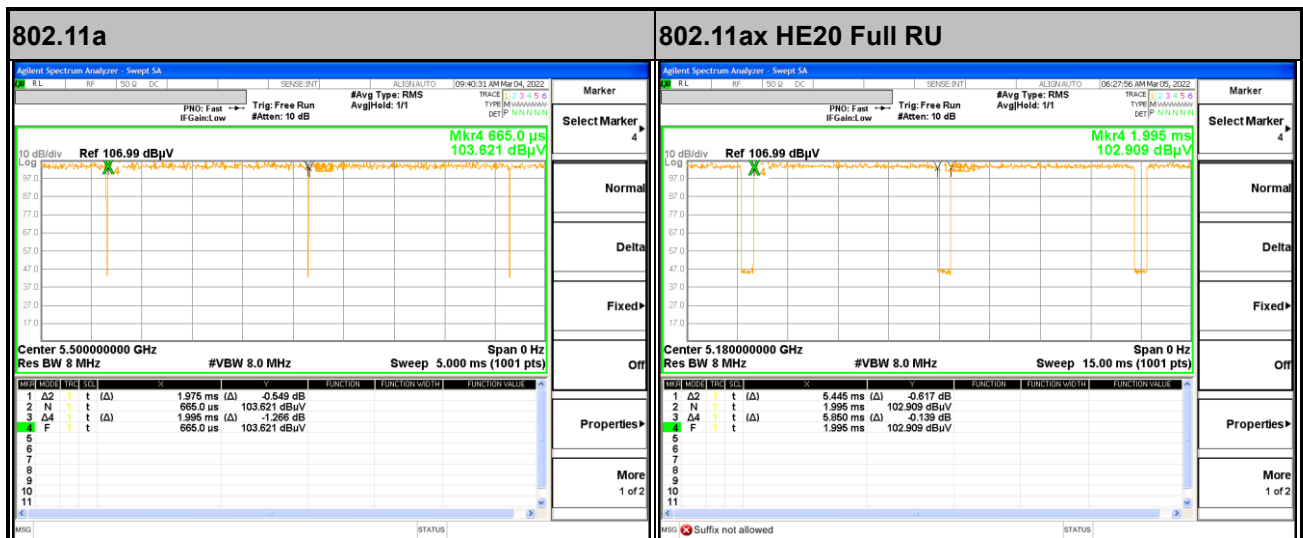 802.11a
Agilent Spectrum Analyzer - Swept SA
RL RF 50 Ω DC SENSE:INT ALIGN AUTO 09:40:31 AM Mar 04, 2022
PNO: Fast
IFGain:Low
Trig: Free Run
#Atten: 10 dB
#Avg Type: RMS
Avg|Hold: 1/1
TRACE 1 2 3 4 5 6
TYPE M
DET P N N N N N
Mkr4 665.0 µs
103.621 dBµV
10 dB/div Ref 106.99 dBµV
Log
97.0
87.0
77.0
67.0
57.0
47.0
37.0
27.0
17.0
4
Center 5.500000000 GHz Span 0 Hz
Res BW 8 MHz #VBW 8.0 MHz Sweep 5.000 ms (1001 pts)
MKR MODE TRC SCL X Y FUNCTION FUNCTION WIDTH FUNCTION VALUE
1 Δ2 1 t (Δ) 1.975 ms (Δ) -0.549 dB
2 N 1 t 665.0 µs 103.621 dBµV
3 Δ4 1 t (Δ) 1.995 ms (Δ) -1.266 dB
4 F 1 t 665.0 µs 103.621 dBµV
5
6
7
8
9
10
11
MSG STATUS
Marker
Select Marker
4
Normal
Delta
Fixed
Off
Properties
More
1 of 2
802.11ax HE20 Full RU
Agilent Spectrum Analyzer - Swept SA
RL RF 50 Ω DC SENSE:INT ALIGN AUTO 06:27:56 AM Mar 05, 2022
PNO: Fast
IFGain:Low
Trig: Free Run
#Atten: 10 dB
#Avg Type: RMS
Avg|Hold: 1/1
TRACE 1 2 3 4 5 6
TYPE M
DET P N N N N N
Mkr4 1.995 ms
102.909 dBµV
10 dB/div Ref 106.99 dBµV
Log
97.0
87.0
77.0
67.0
57.0
47.0
37.0
27.0
17.0
4
Center 5.180000000 GHz Span 0 Hz
Res BW 8 MHz #VBW 8.0 MHz Sweep 15.00 ms (1001 pts)
MKR MODE TRC SCL X Y FUNCTION FUNCTION WIDTH FUNCTION VALUE
1 Δ2 1 t (Δ) 5.445 ms (Δ) -0.617 dB
2 N 1 t 1.995 ms 102.909 dBµV
3 Δ4 1 t (Δ) 5.850 ms (Δ) -0.139 dB
4 F 1 t 1.995 ms 102.909 dBµV
5
6
7
8
9
10
11
MSG Suffix not allowed STATUS
Marker
Select Marker
4
Normal
Delta
Fixed
Off
Properties
More
1 of 2